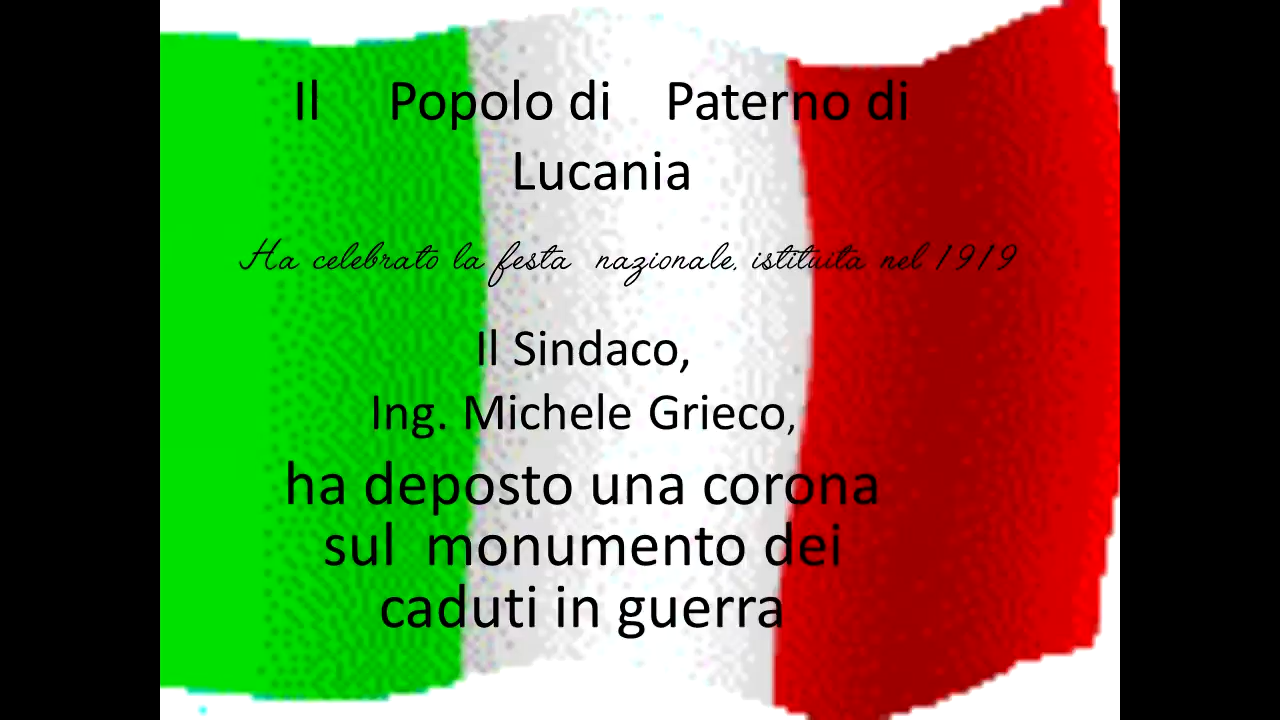 Il Popolo di Paterno di
Lucania
Ha celebrato la festa nazionale, istituita nel 1919
Il Sindaco,
Ing. Michele Grieco,
ha deposto una corona
sul monumento dei
caduti in guerra